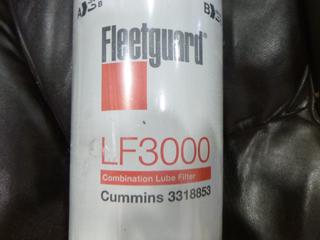 Fleetguard®
LF3000
Combination Lube Filter
Cummins 3318853